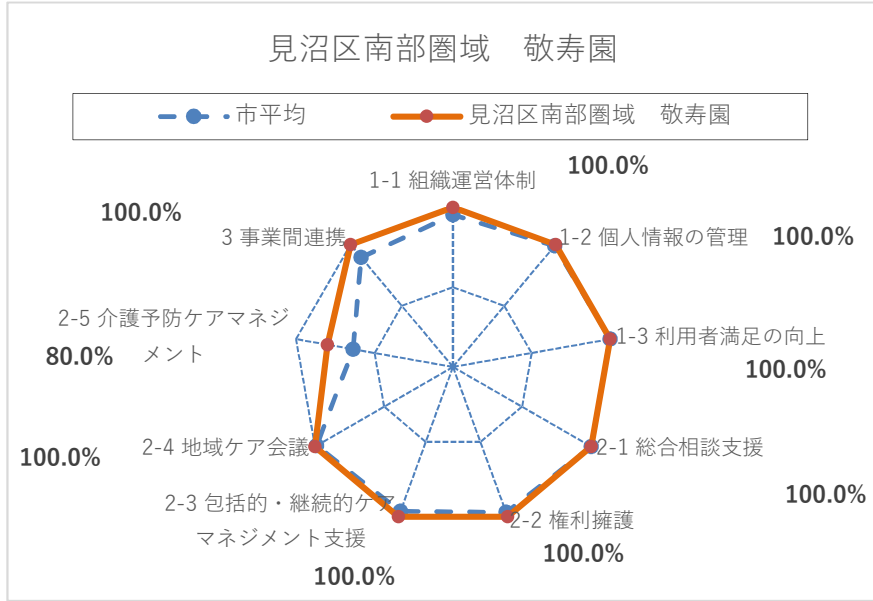 見沼区南部圏域　敬寿園
市平均
見沼区南部圏域　敬寿園
100.0%
1-1 組織運営体制
100.0%
3 事業間連携
1-2 個人情報の管理
100.0%
2-5 介護予防ケアマネジ
メント
80.0%
1-3 利用者満足の向上
100.0%
2-4 地域ケア会議
100.0%
2-1 総合相談支援
100.0%
2-3 包括的・継続的ケア
マネジメント支援
100.0%
2-2 権利擁護
100.0%